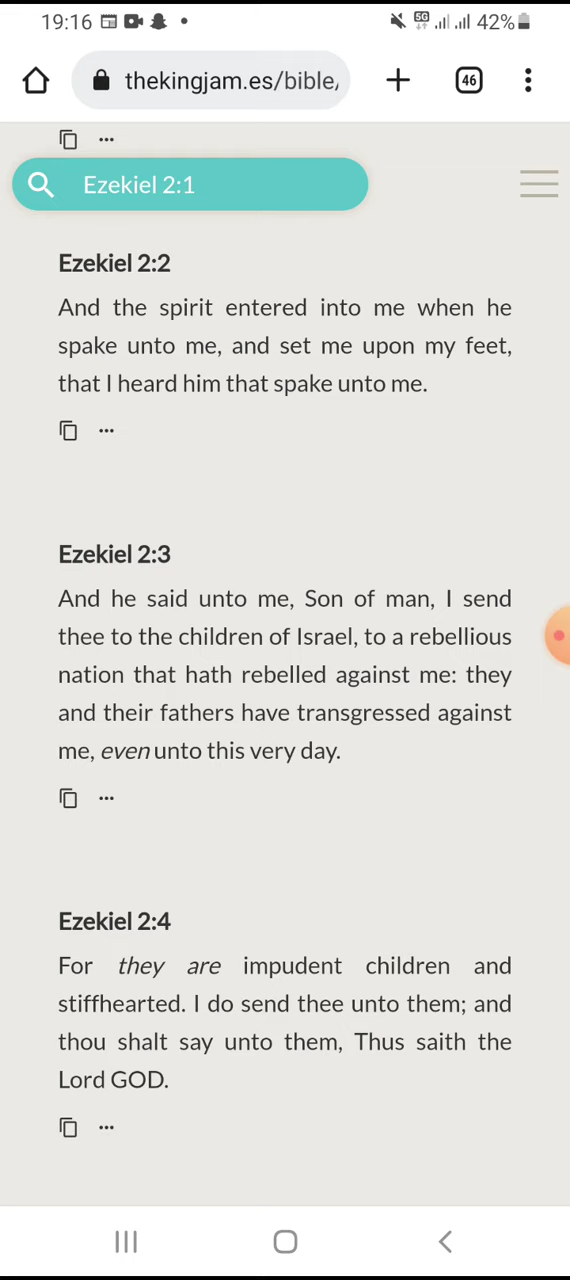 19:16 5G 42%
thekingjam.es/bible/ 46
Ezekiel 2:1
Ezekiel 2:2
And the spirit entered into me when he
spake unto me, and set me upon my feet,
that I heard him that spake unto me.
Ezekiel 2:3
And he said unto me, Son of man, I send
thee to the children of Israel, to a rebellious
nation that hath rebelled against me: they
and their fathers have transgressed against
me, even unto this very day.
Ezekiel 2:4
For they are impudent children and
stiffhearted. I do send thee unto them; and
thou shalt say unto them, Thus saith the
Lord GOD.